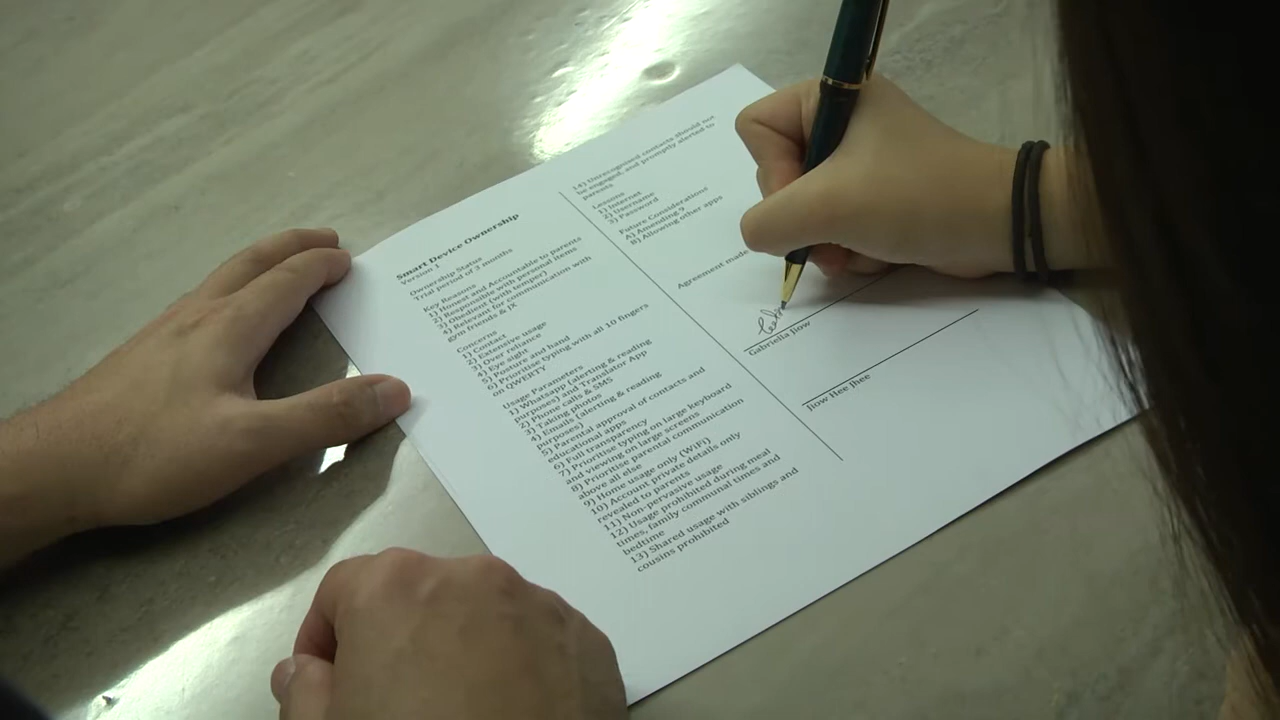 Smart Device Ownership
Version 1
Ownership Status
Trial period of 3 months
Key Reasons
1) Honest and Accountable to parents
2) Responsible with personal items
3) Obedient (with temper)
4) Relevant for communication with
gym friends & JX
Concerns
1) Contact
2) Extensive usage
3) Over reliance
4) Eye sight
5) Posture and hand
6) Prioritise typing with all 10 fingers
on QWERTY
Usage Parameters
1) Whatsapp (alerting & reading
purposes) and Translator App
2) Phone calls & SMS
3) Taking photos
4) Emails (alerting & reading
purposes)
5) Parental approval of contacts and
educational apps
6) Full transparency
7) Prioritise typing on large keyboard
and viewing on large screens
8) Prioritise parental communication
above all else
9) Home usage only (WiFi)
10) Account private details only
revealed to parents
11) Non-pervasive usage
12) Usage prohibited during meal
times, family communal times and
bedtime
13) Shared usage with siblings and
cousins prohibited
14) Unrecognised contacts should not
be engaged, and promptly alerted to
parents
Lessons
1) Internet
2) Username
3) Password
Future Considerations
A) Amending 9
B) Allowing other apps
Agreement made
Gabriella Jlow
Jlow Hee Jhee